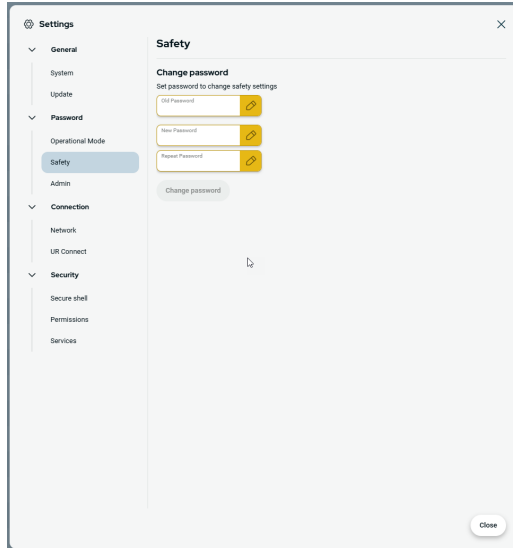 Settings
General
System
Update
Password
Operational Mode
Safety
Admin
Connection
Network
UR Connect
Security
Secure shell
Permissions
Services
Safety
Change password
Set password to change safety settings
Old Password
New Password
Repeat Password
Change password
Close